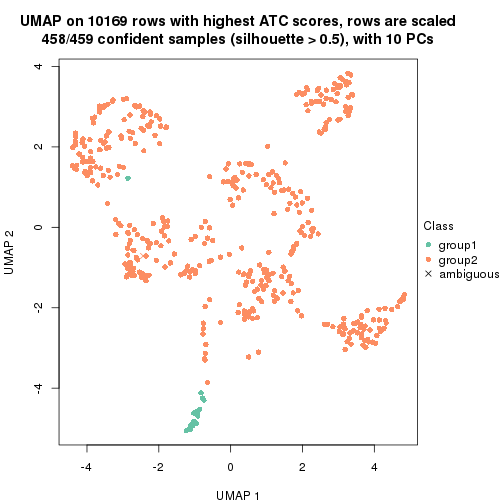 UMAP on 10169 rows with highest ATC scores, rows are scaled
458/459 confident samples (silhouette > 0.5), with 10 PCs
4
2
0
-2
-4
UMAP 2
-4 -2 0 2 4
UMAP 1
Class
group1
group2
ambiguous